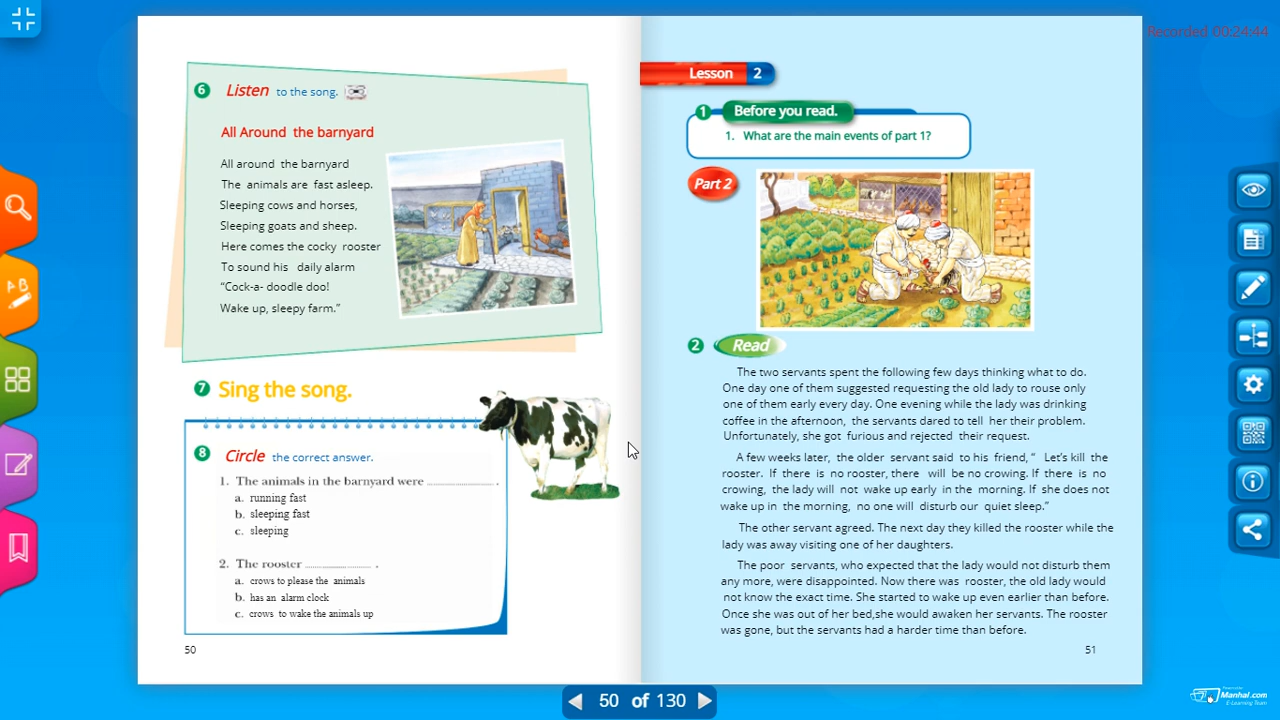 Recorded 00:24:44
6 Listen to the song.
All Around the barnyard
All around the barnyard
The animals are fast asleep.
Sleeping cows and horses,
Sleeping goats and sheep.
Here comes the cocky rooster
To sound his daily alarm
“Cock-a- doodle doo!
Wake up, sleepy farm.”
7 Sing the song.
8 Circle the correct answer.
1. The animals in the barnyard were ........................ .
a. running fast
b. sleeping fast
c. sleeping
2. The rooster ........................ .
a. crows to please the animals
b. has an alarm clock
c. crows to wake the animals up
50
Lesson 2
1 Before you read.
1. What are the main events of part 1?
Part 2
2 Read
The two servants spent the following few days thinking what to do.
One day one of them suggested requesting the old lady to rouse only
one of them early every day. One evening while the lady was drinking
coffee in the afternoon, the servants dared to tell her their problem.
Unfortunately, she got furious and rejected their request.
A few weeks later, the older servant said to his friend, “ Let’s kill the
rooster. If there is no rooster, there will be no crowing. If there is no
crowing, the lady will not wake up early in the morning. If she does not
wake up in the morning, no one will disturb our quiet sleep.”
The other servant agreed. The next day they killed the rooster while the
lady was away visiting one of her daughters.
The poor servants, who expected that the lady would not disturb them
any more, were disappointed. Now there was rooster, the old lady would
not know the exact time. She started to wake up even earlier than before.
Once she was out of her bed,she would awaken her servants. The rooster
was gone, but the servants had a harder time than before.
51
AB
50 of 130
Manhal.com
E-Learning Team